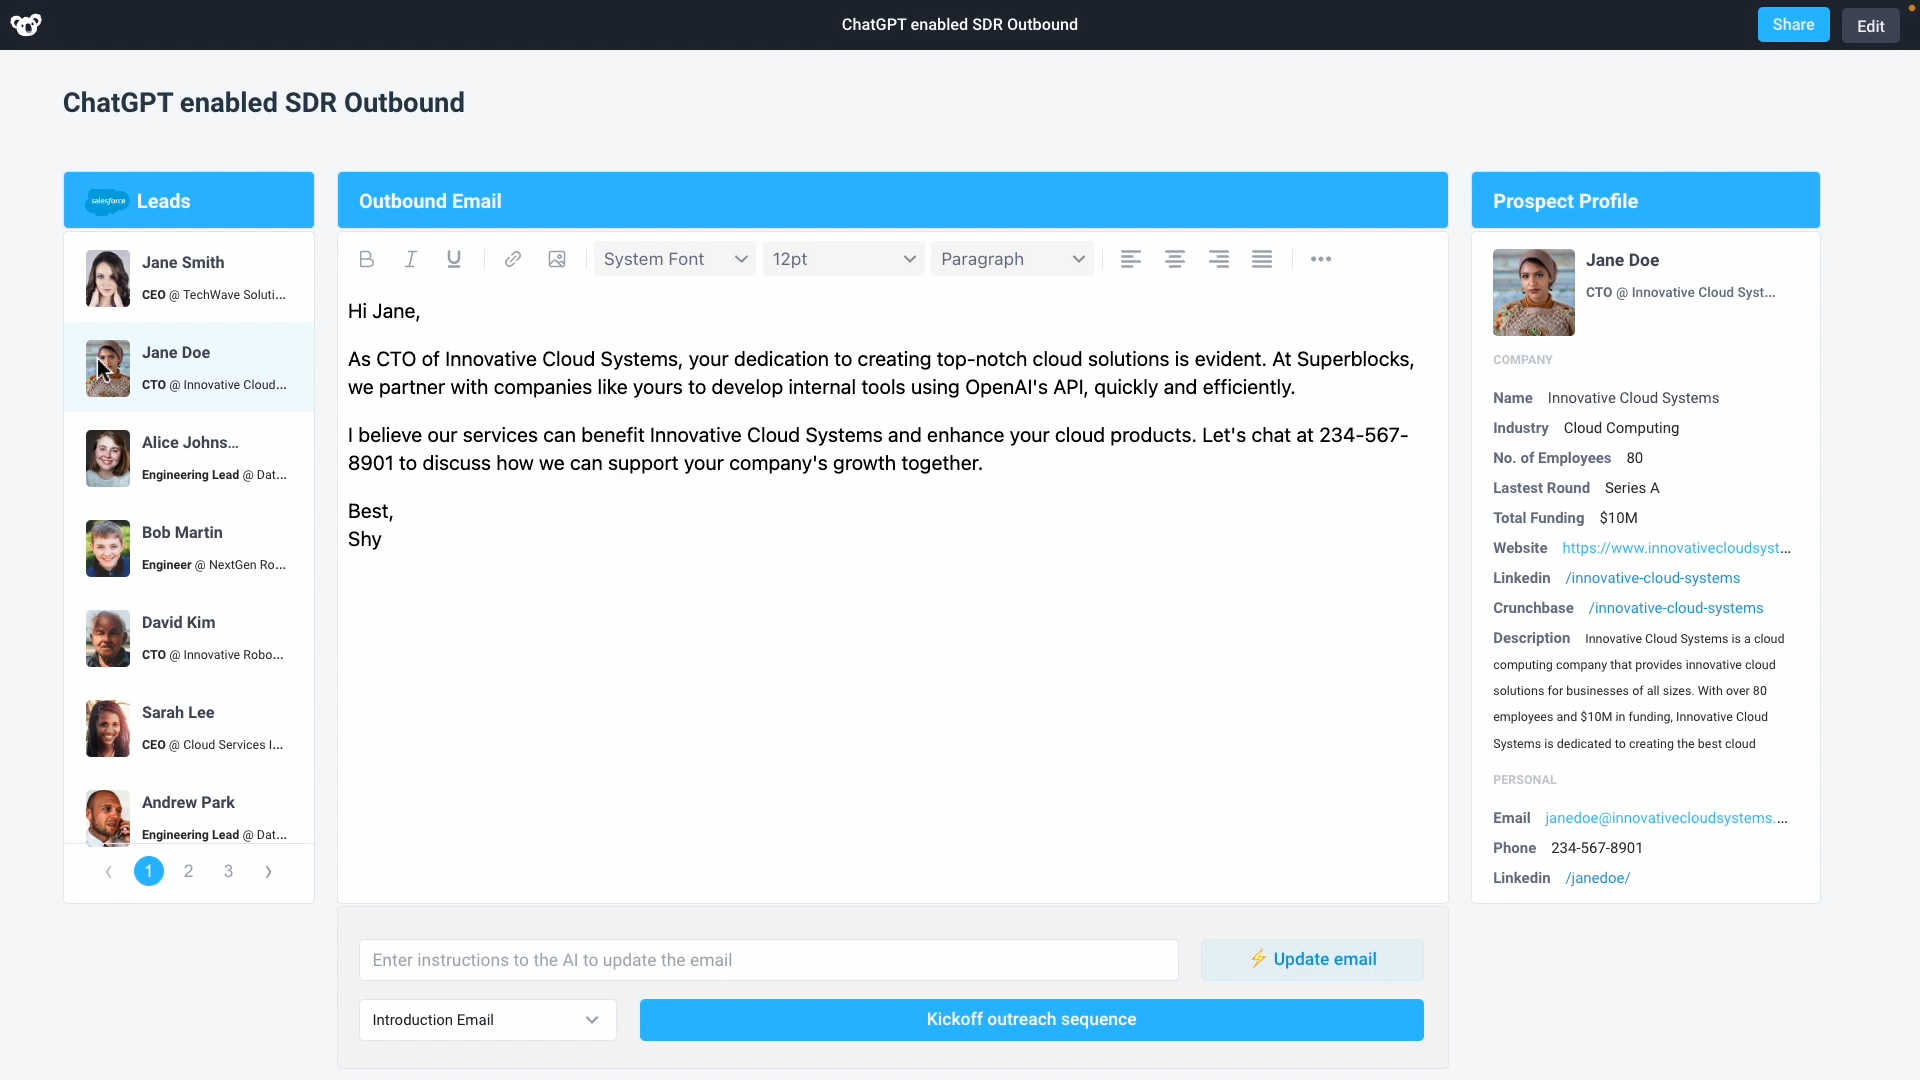 ChatGPT enabled SDR Outbound
Share
Edit
ChatGPT enabled SDR Outbound
salesforce Leads
Jane Smith
CEO @ TechWave Soluti...
Jane Doe
CTO @ Innovative Cloud...
Alice Johns...
Engineering Lead @ Dat...
Bob Martin
Engineer @ NextGen Ro...
David Kim
CTO @ Innovative Robo...
Sarah Lee
CEO @ Cloud Services I...
Andrew Park
Engineering Lead @ Dat...
1 2 3
Outbound Email
System Font 12pt Paragraph
Hi Jane,
As CTO of Innovative Cloud Systems, your dedication to creating top-notch cloud solutions is evident. At Superblocks,
we partner with companies like yours to develop internal tools using OpenAI's API, quickly and efficiently.
I believe our services can benefit Innovative Cloud Systems and enhance your cloud products. Let's chat at 234-567-
8901 to discuss how we can support your company's growth together.
Best,
Shy
Enter instructions to the AI to update the email
⚡ Update email
Introduction Email
Kickoff outreach sequence
Prospect Profile
Jane Doe
CTO @ Innovative Cloud Syst...
COMPANY
Name Innovative Cloud Systems
Industry Cloud Computing
No. of Employees 80
Lastest Round Series A
Total Funding $10M
Website https://www.innovativecloudsyst...
Linkedin /innovative-cloud-systems
Crunchbase /innovative-cloud-systems
Description Innovative Cloud Systems is a cloud
computing company that provides innovative cloud
solutions for businesses of all sizes. With over 80
employees and $10M in funding, Innovative Cloud
Systems is dedicated to creating the best cloud
PERSONAL
Email janedoe@innovativecloudsystems....
Phone 234-567-8901
Linkedin /janedoe/